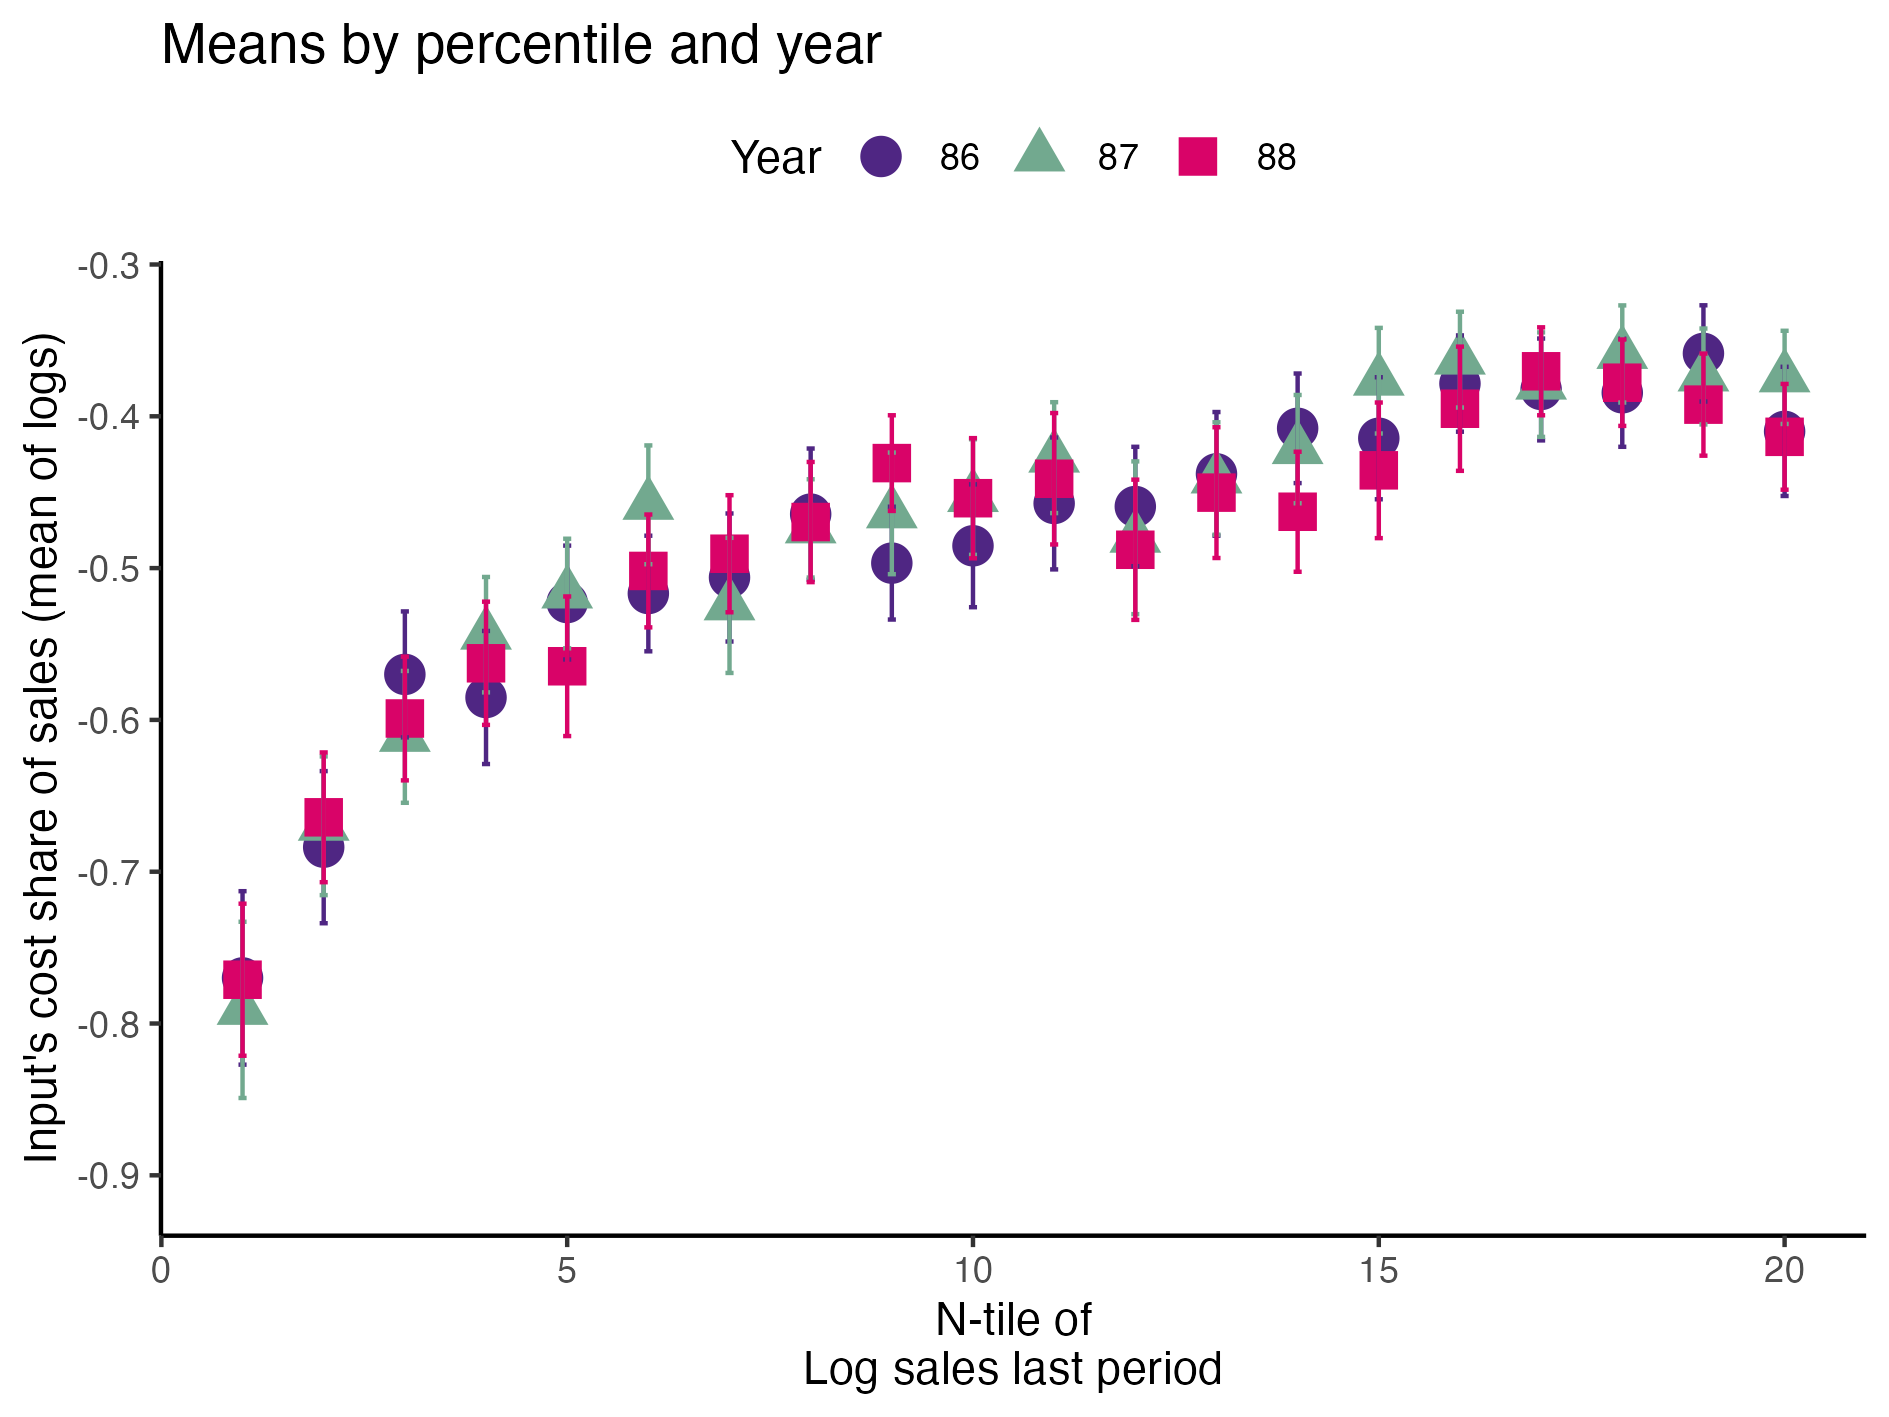 Means by percentile and year
Year 86 87 88
Input's cost share of sales (mean of logs)
-0.3
-0.4
-0.5
-0.6
-0.7
-0.8
-0.9
0 5 10 15 20
N-tile of
Log sales last period